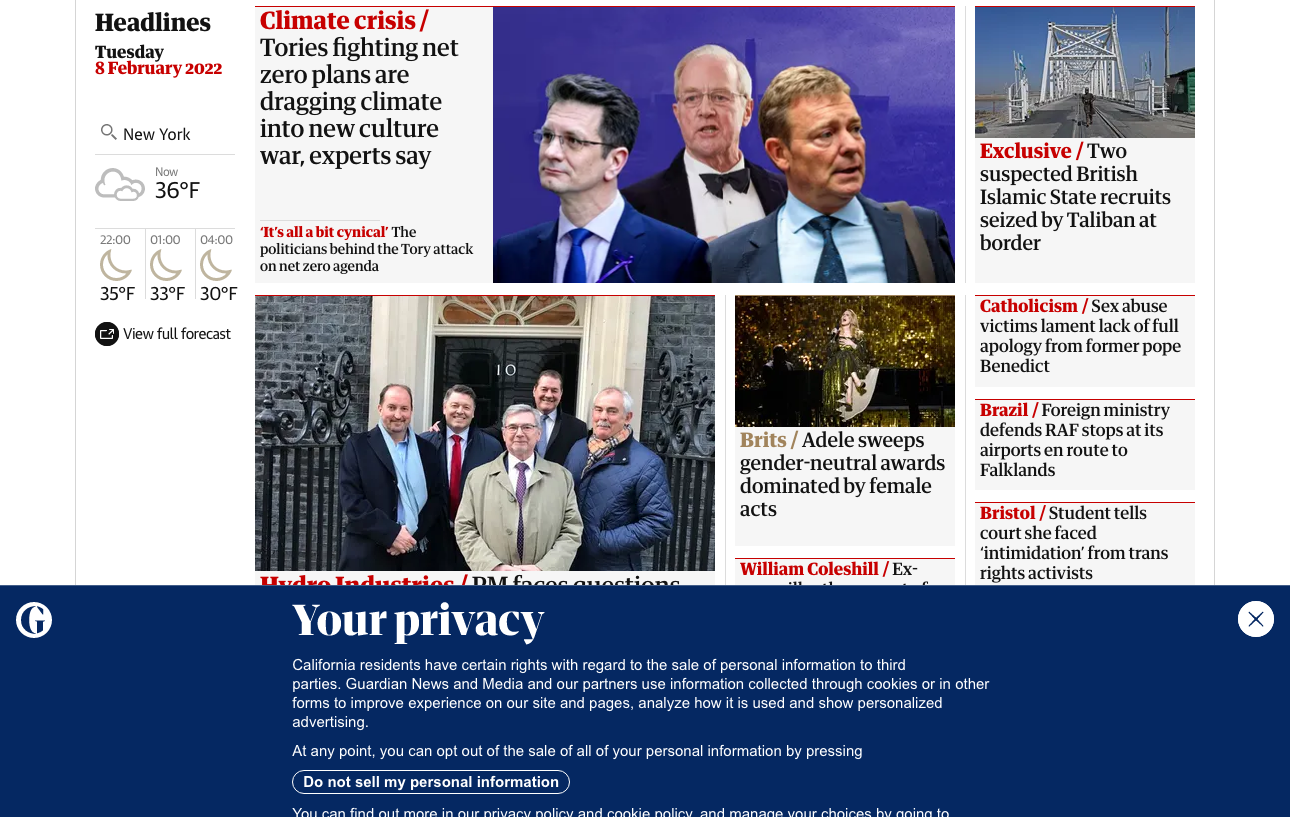 Headlines
Tuesday
8 February 2022
New York
Now
36°F
22:00
01:00
04:00
35°F
33°F
30°F
View full forecast
Climate crisis /
Tories fighting net
zero plans are
dragging climate
into new culture
war, experts say
‘It’s all a bit cynical’ The
politicians behind the Tory attack
on net zero agenda
Exclusive / Two
suspected British
Islamic State recruits
seized by Taliban at
border
10
Hydro Industries / PM faces questions
Brits / Adele sweeps
gender-neutral awards
dominated by female
acts
William Coleshill / Ex-
Catholicism / Sex abuse
victims lament lack of full
apology from former pope
Benedict
Brazil / Foreign ministry
defends RAF stops at its
airports en route to
Falklands
Bristol / Student tells
court she faced
‘intimidation’ from trans
rights activists
Your privacy
California residents have certain rights with regard to the sale of personal information to third
parties. Guardian News and Media and our partners use information collected through cookies or in other
forms to improve experience on our site and pages, analyze how it is used and show personalized
advertising.
At any point, you can opt out of the sale of all of your personal information by pressing
Do not sell my personal information
You can find out more in our privacy policy and cookie policy, and manage your choices by going to